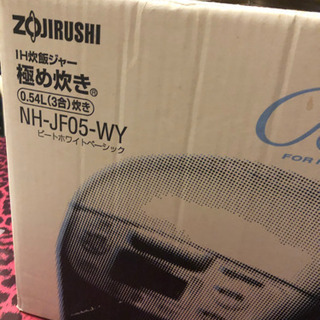 ZOJIRUSHI
IH炊飯ジャー
極め炊き®
0.54L(3合)炊き
NH-JF05-WY
ビートホワイトベーシック
FOR